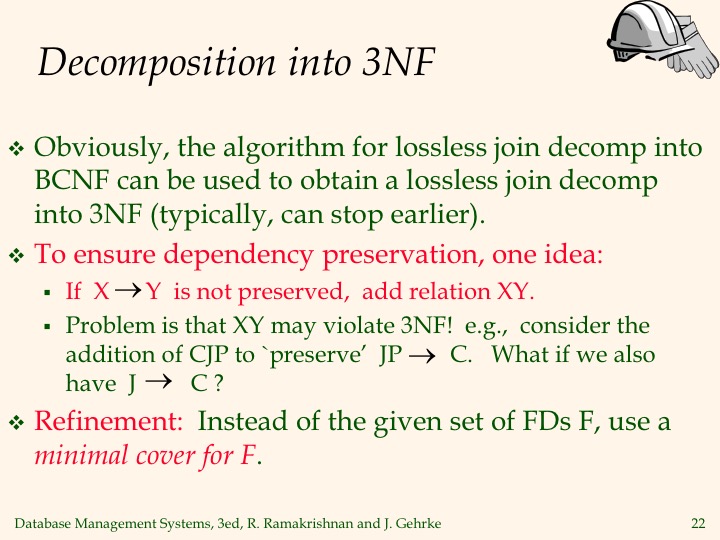 Decomposition into 3NF
❖ Obviously, the algorithm for lossless join decomp into
BCNF can be used to obtain a lossless join decomp
into 3NF (typically, can stop earlier).
❖ To ensure dependency preservation, one idea:
▪ If X → Y is not preserved, add relation XY.
▪ Problem is that XY may violate 3NF! e.g., consider the
addition of CJP to `preserve’ JP → C. What if we also
have J → C ?
❖ Refinement: Instead of the given set of FDs F, use a
minimal cover for F.
Database Management Systems, 3ed, R. Ramakrishnan and J. Gehrke 22